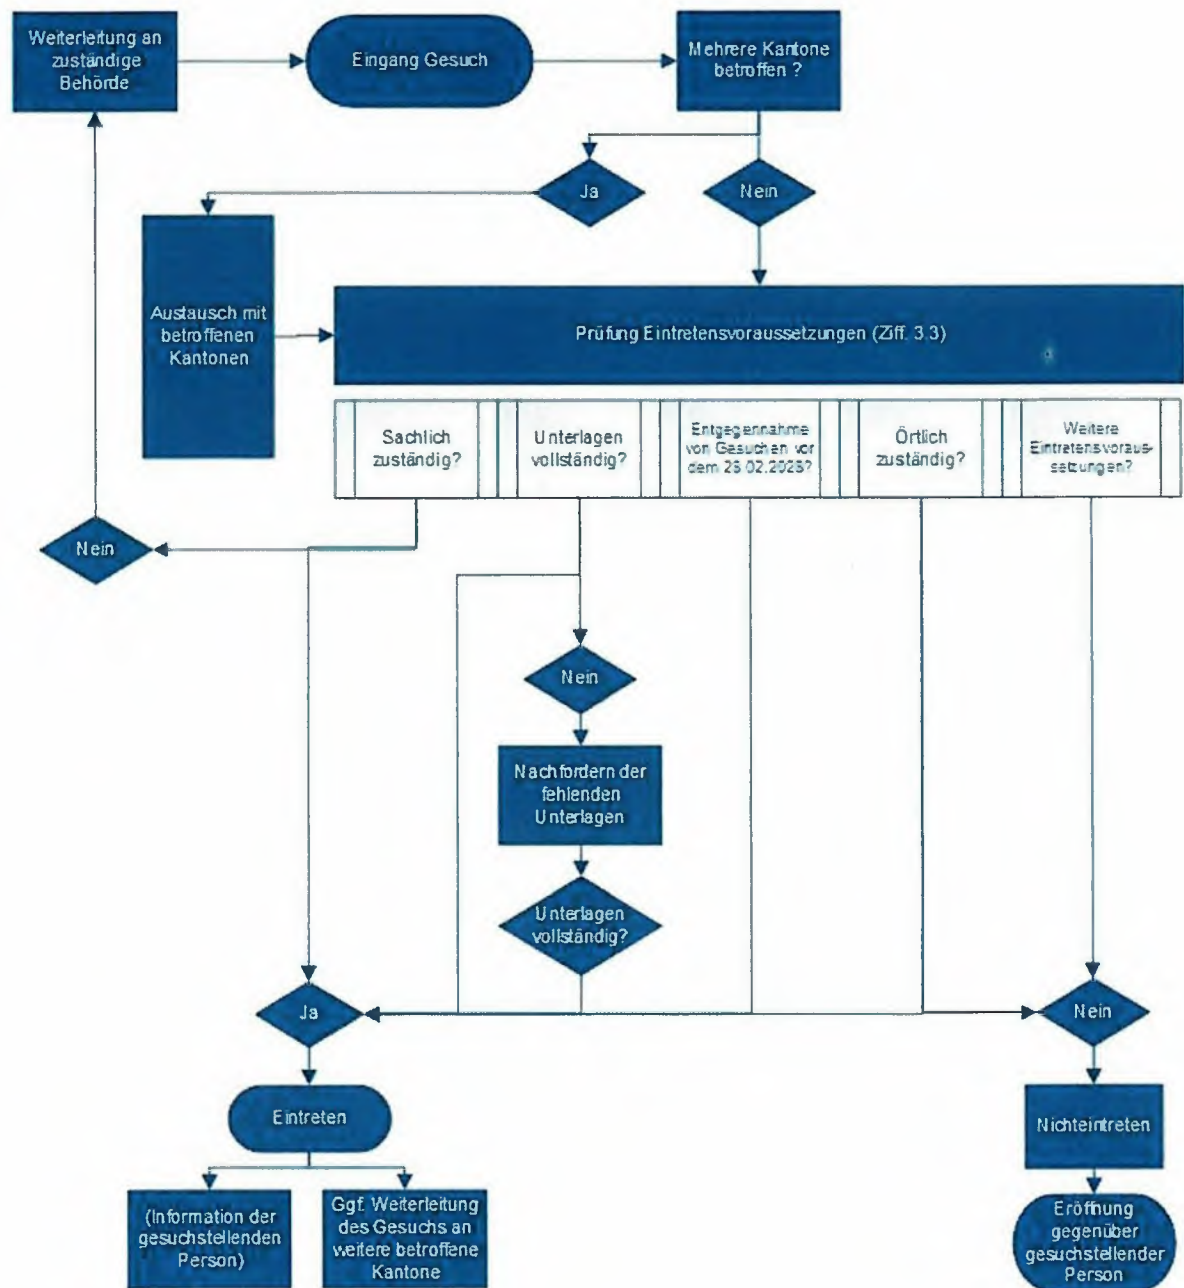 Weiterleitung an
zuständige
Behörde
Eingang Gesuch
Mehrere Kantone
betroffen ?
Ja
Nein
Austausch mit
betroffenen
Kantonen
Prüfung Eintretensvoraussetzungen (Ziff. 3.3)
Sachlich
zuständig?
Unterlagen
vollständig?
Entgegennahme
von Gesuchen vor
dem
Örtlich
zuständig?
Weitere
Eintretensvoraus-
setzungen?
Nein
Nein
Nachfordern der
fehlenden
Unterlagen
Unterlagen
vollständig?
Ja
Nein
Eintreten
Nichteintreten
(Information der
gesuchstellenden
Person)
Ggf. Weiterleitung
des Gesuchs an
weitere betroffene
Kantone
Eröffnung
gegenüber
gesuchstellender
Person